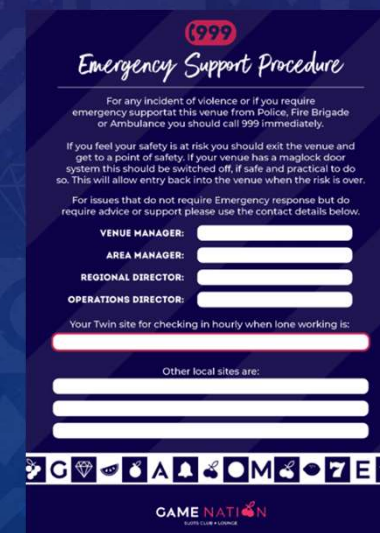 999
Emergency Support Procedure
For any incident of violence or if you require
emergency supportat this venue from Police, Fire Brigade
or Ambulance you should call 999 immediately.
If you feel your safety is at risk you should exit the venue and
get to a point of safety. If your venue has a maglock door
system this should be switched off, if safe and practical to do
so. This will allow entry back into the venue when the risk is over.
For issues that do not require Emergency response but do
require advice or support please use the contact details below.
VENUE MANAGER:
AREA MANAGER:
REGIONAL DIRECTOR:
OPERATIONS DIRECTOR:
Your Twin site for checking in hourly when lone working is:
Other local sites are:
G A M 7 E
GAME NATION
SLOTS CLUB + LOUNGE